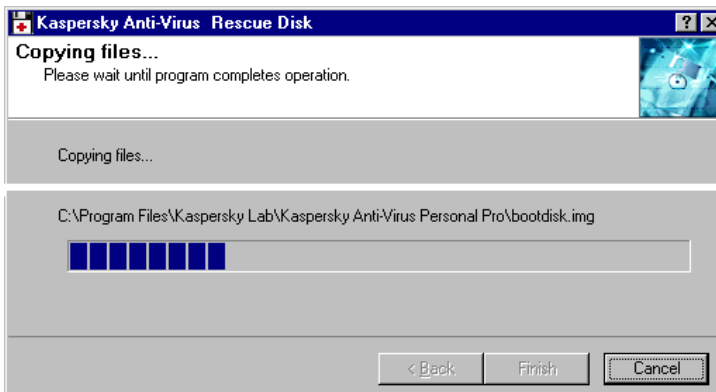 Kaspersky Anti-Virus Rescue Disk
Copying files...
Please wait until program completes operation.
Copying files...
C:\Program Files\Kaspersky Lab\Kaspersky Anti-Virus Personal Pro\bootdisk.img
< Back Finish Cancel